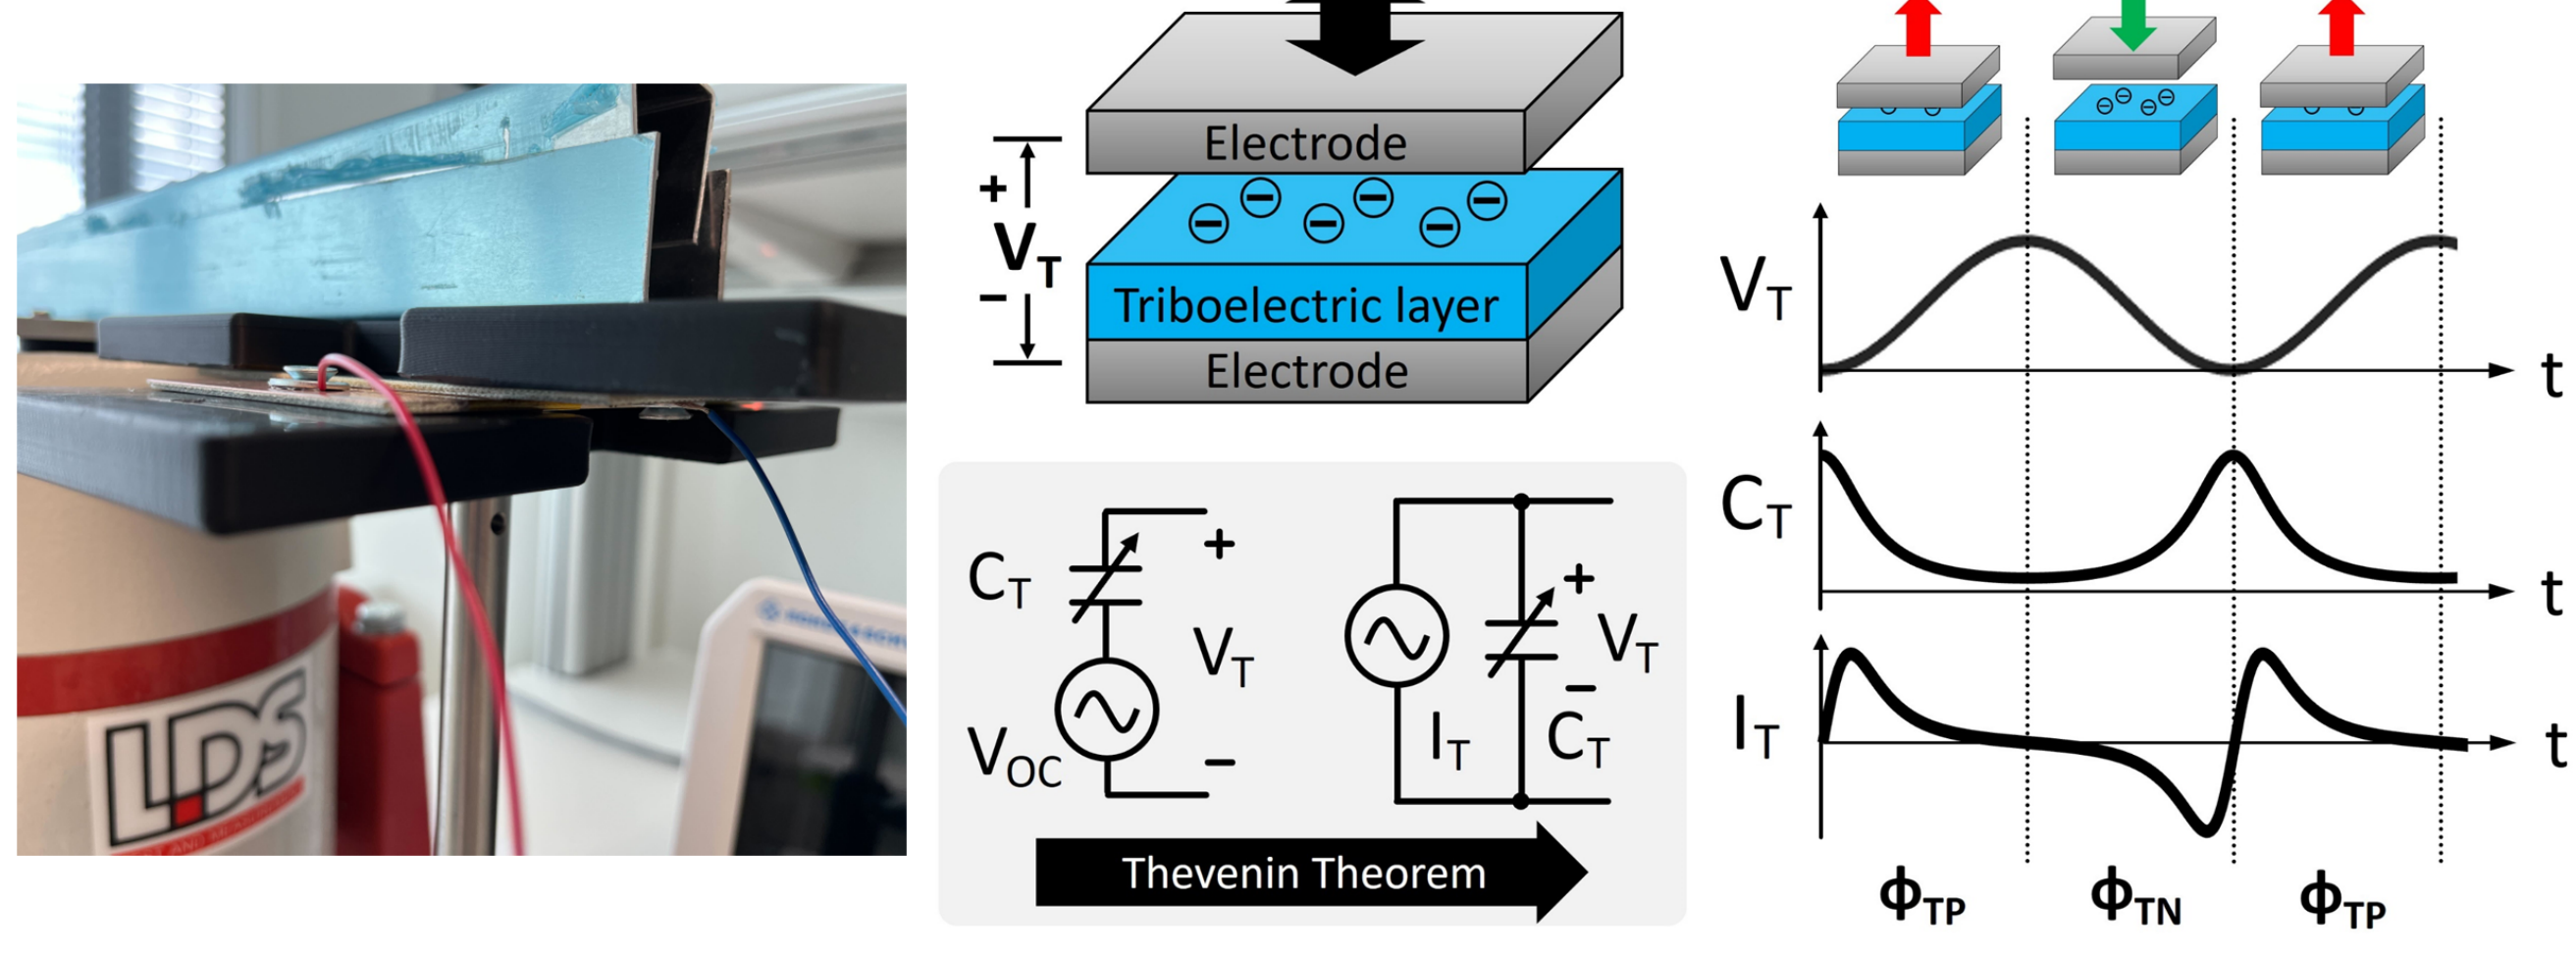 LDS
Electrode
+
V_T
−
Triboelectric layer
Electrode
C_T
+
V_T
V_OC
−
I_T
+
V_T
−
C_T
Thevenin Theorem
V_T
t
C_T
t
I_T
t
ϕ_TP
ϕ_TN
ϕ_TP